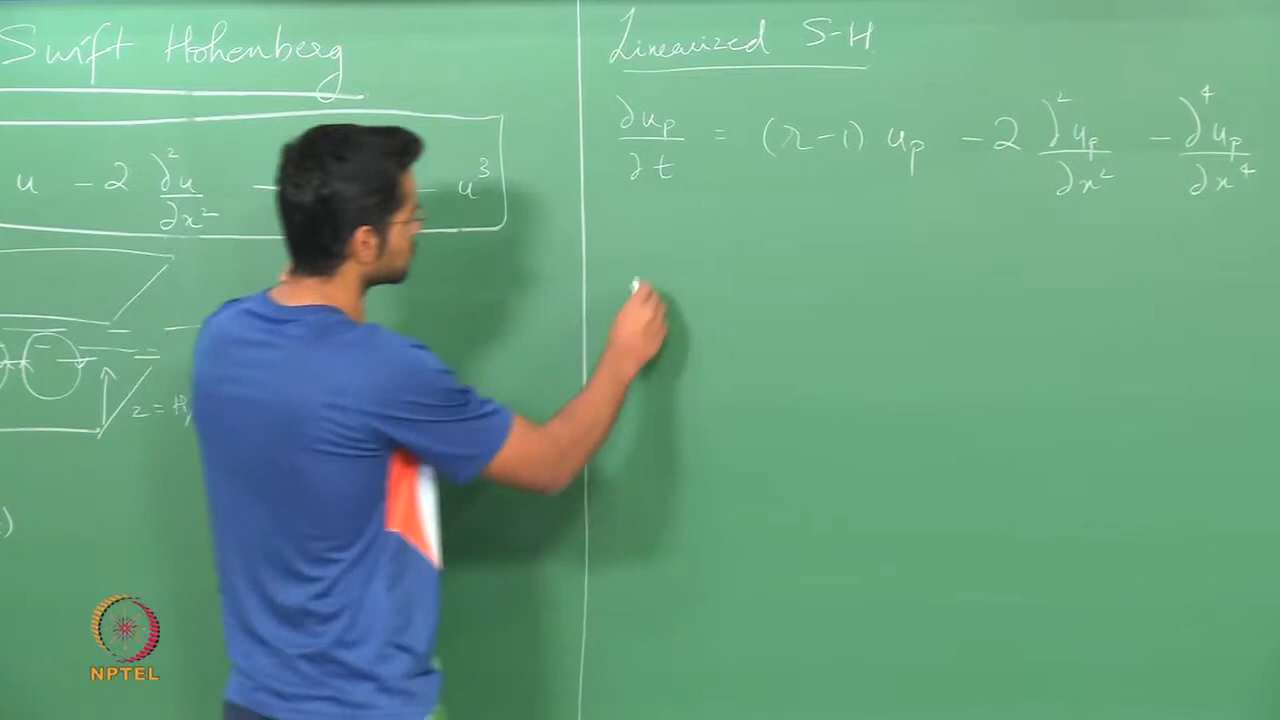 Swift Hohenberg
u - 2 ∂²u/∂x² - - u³
z =
)
Linearized S-H
∂u_p/∂t = (r-1) u_p - 2 ∂²u_p/∂x² - ∂⁴u_p/∂x⁴
NPTEL